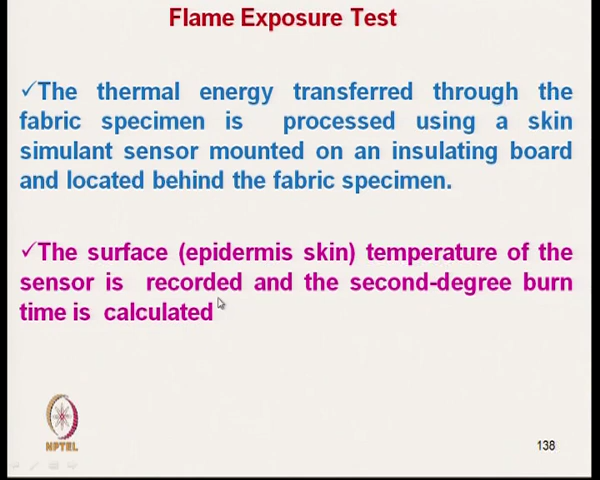 Flame Exposure Test
✓The thermal energy transferred through the
fabric specimen is processed using a skin
simulant sensor mounted on an insulating board
and located behind the fabric specimen.
✓The surface (epidermis skin) temperature of the
sensor is recorded and the second-degree burn
time is calculated
NPTEL
138